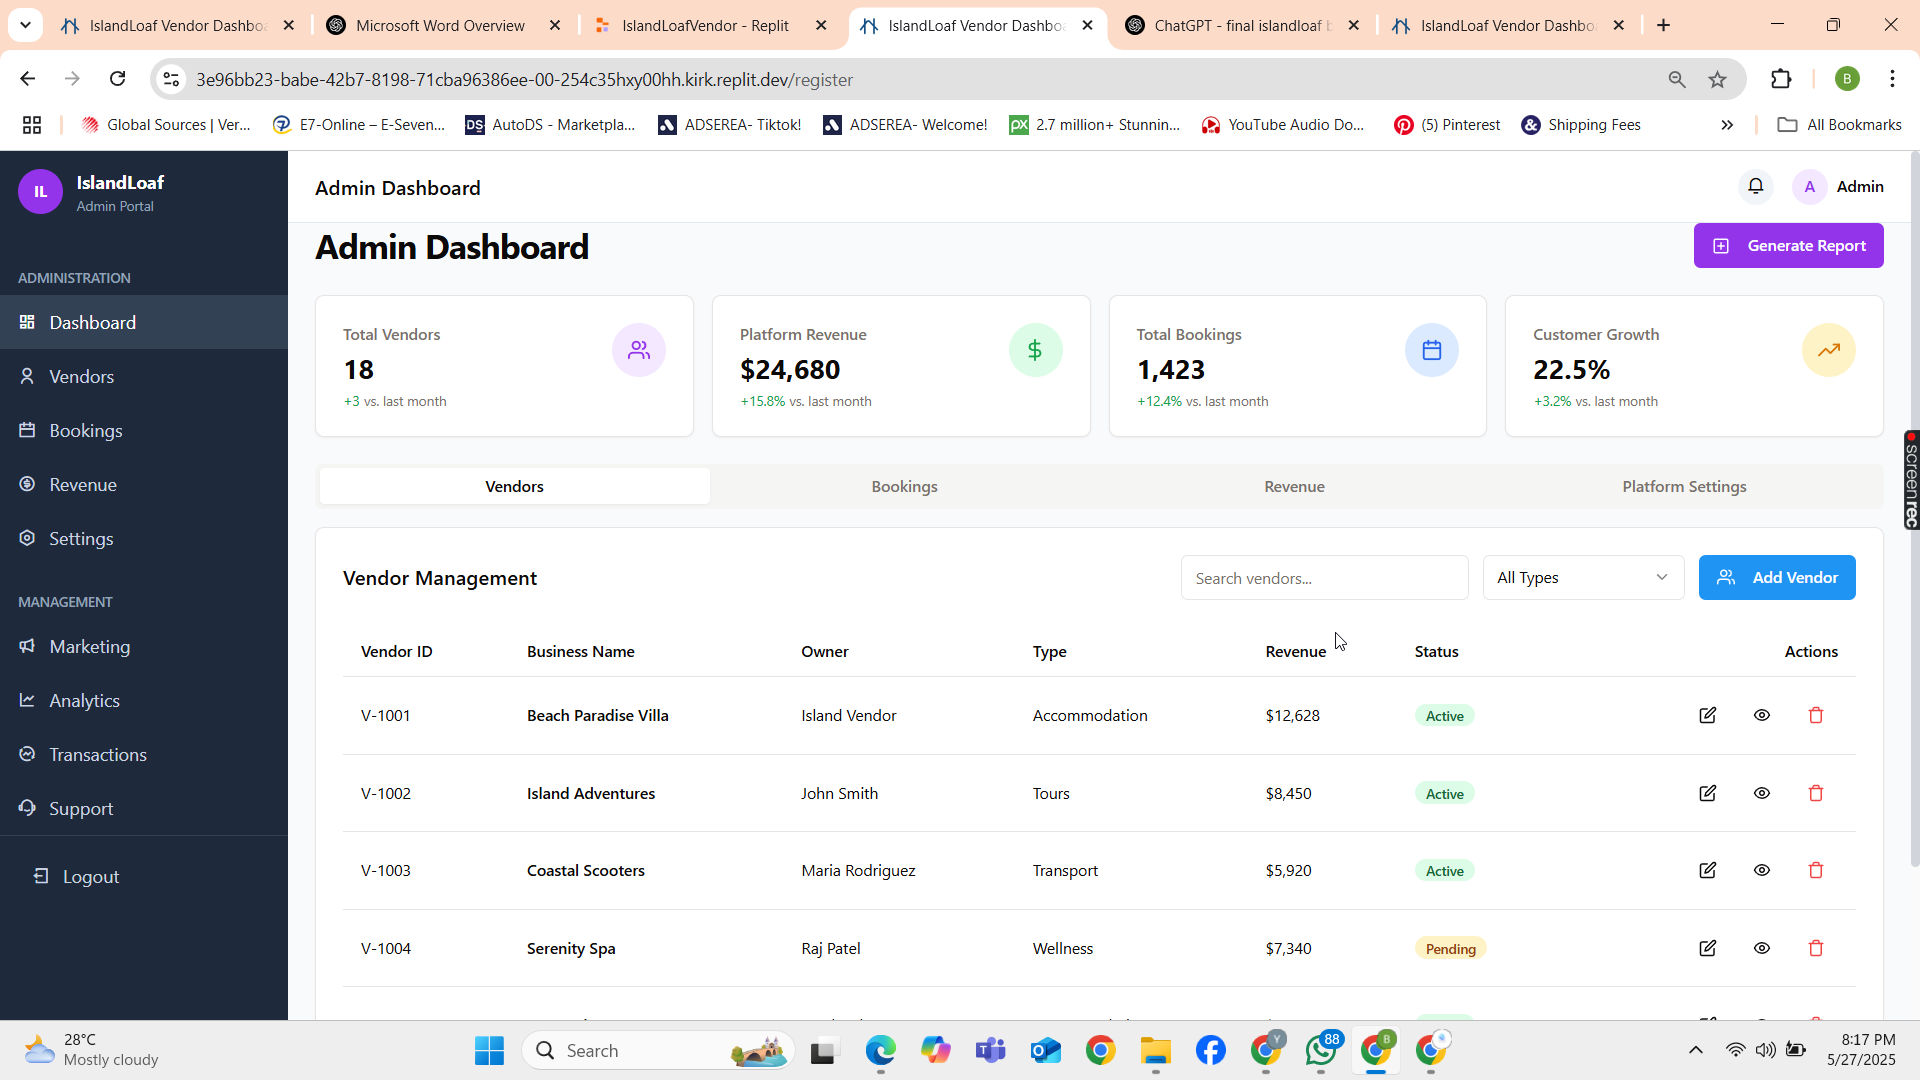 IslandLoaf Vendor Dashbo
Microsoft Word Overview
IslandLoafVendor - Replit
IslandLoaf Vendor Dashbo
ChatGPT - final islandloaf b
IslandLoaf Vendor Dashbo
3e96bb23-babe-42b7-8198-71cba96386ee-00-254c35hxy00hh.kirk.replit.dev/register
B
Global Sources | Ver...
E7-Online – E-Seven...
DS
AutoDS - Marketpla...
ADSEREA- Tiktok!
ADSEREA- Welcome!
px
2.7 million+ Stunnin...
YouTube Audio Do...
(5) Pinterest
Shipping Fees
All Bookmarks
IL
IslandLoaf
Admin Portal
ADMINISTRATION
Dashboard
Vendors
Bookings
Revenue
Settings
MANAGEMENT
Marketing
Analytics
Transactions
Support
Logout
Admin Dashboard
A
Admin
Admin Dashboard
Generate Report
Total Vendors
18
+3 vs. last month
Platform Revenue
$24,680
+15.8% vs. last month
Total Bookings
1,423
+12.4% vs. last month
Customer Growth
22.5%
+3.2% vs. last month
Vendors
Bookings
Revenue
Platform Settings
Vendor Management
Search vendors...
All Types
Add Vendor
Vendor ID Business Name Owner Type Revenue Status Actions
V-1001 Beach Paradise Villa Island Vendor Accommodation $12,628 Active
V-1002 Island Adventures John Smith Tours $8,450 Active
V-1003 Coastal Scooters Maria Rodriguez Transport $5,920 Active
V-1004 Serenity Spa Raj Patel Wellness $7,340 Pending
screenrec
28°C
Mostly cloudy
Search
Y
88
B
8:17 PM
5/27/2025